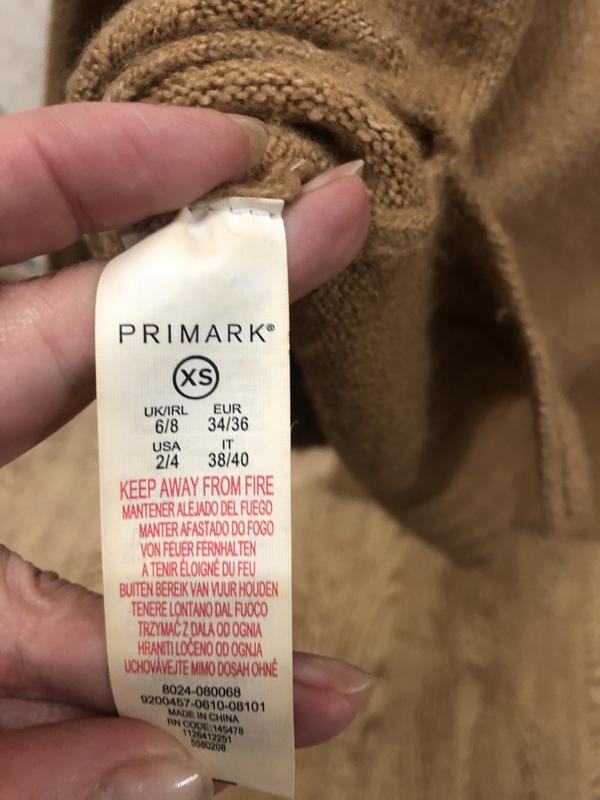 PRIMARK®
XS
UK/IRL EUR
6/8 34/36
USA IT
2/4 38/40
KEEP AWAY FROM FIRE
MANTENER ALEJADO DEL FUEGO
MANTER AFASTADO DO FOGO
VON FEUER FERNHALTEN
A TENIR ÉLOIGNÉ DU FEU
BUITEN BEREIK VAN VUUR HOUDEN
TENERE LONTANO DAL FUOCO
TRZYMAĆ Z DALA OD OGNIA
HRANITI LOČENO OD OGNJA
UCHOVÁVEJTE MIMO DOSAH OHNĚ
8024-080068
9200457-0610-08101
MADE IN CHINA
RN CODE:145478
1126412251
5580208